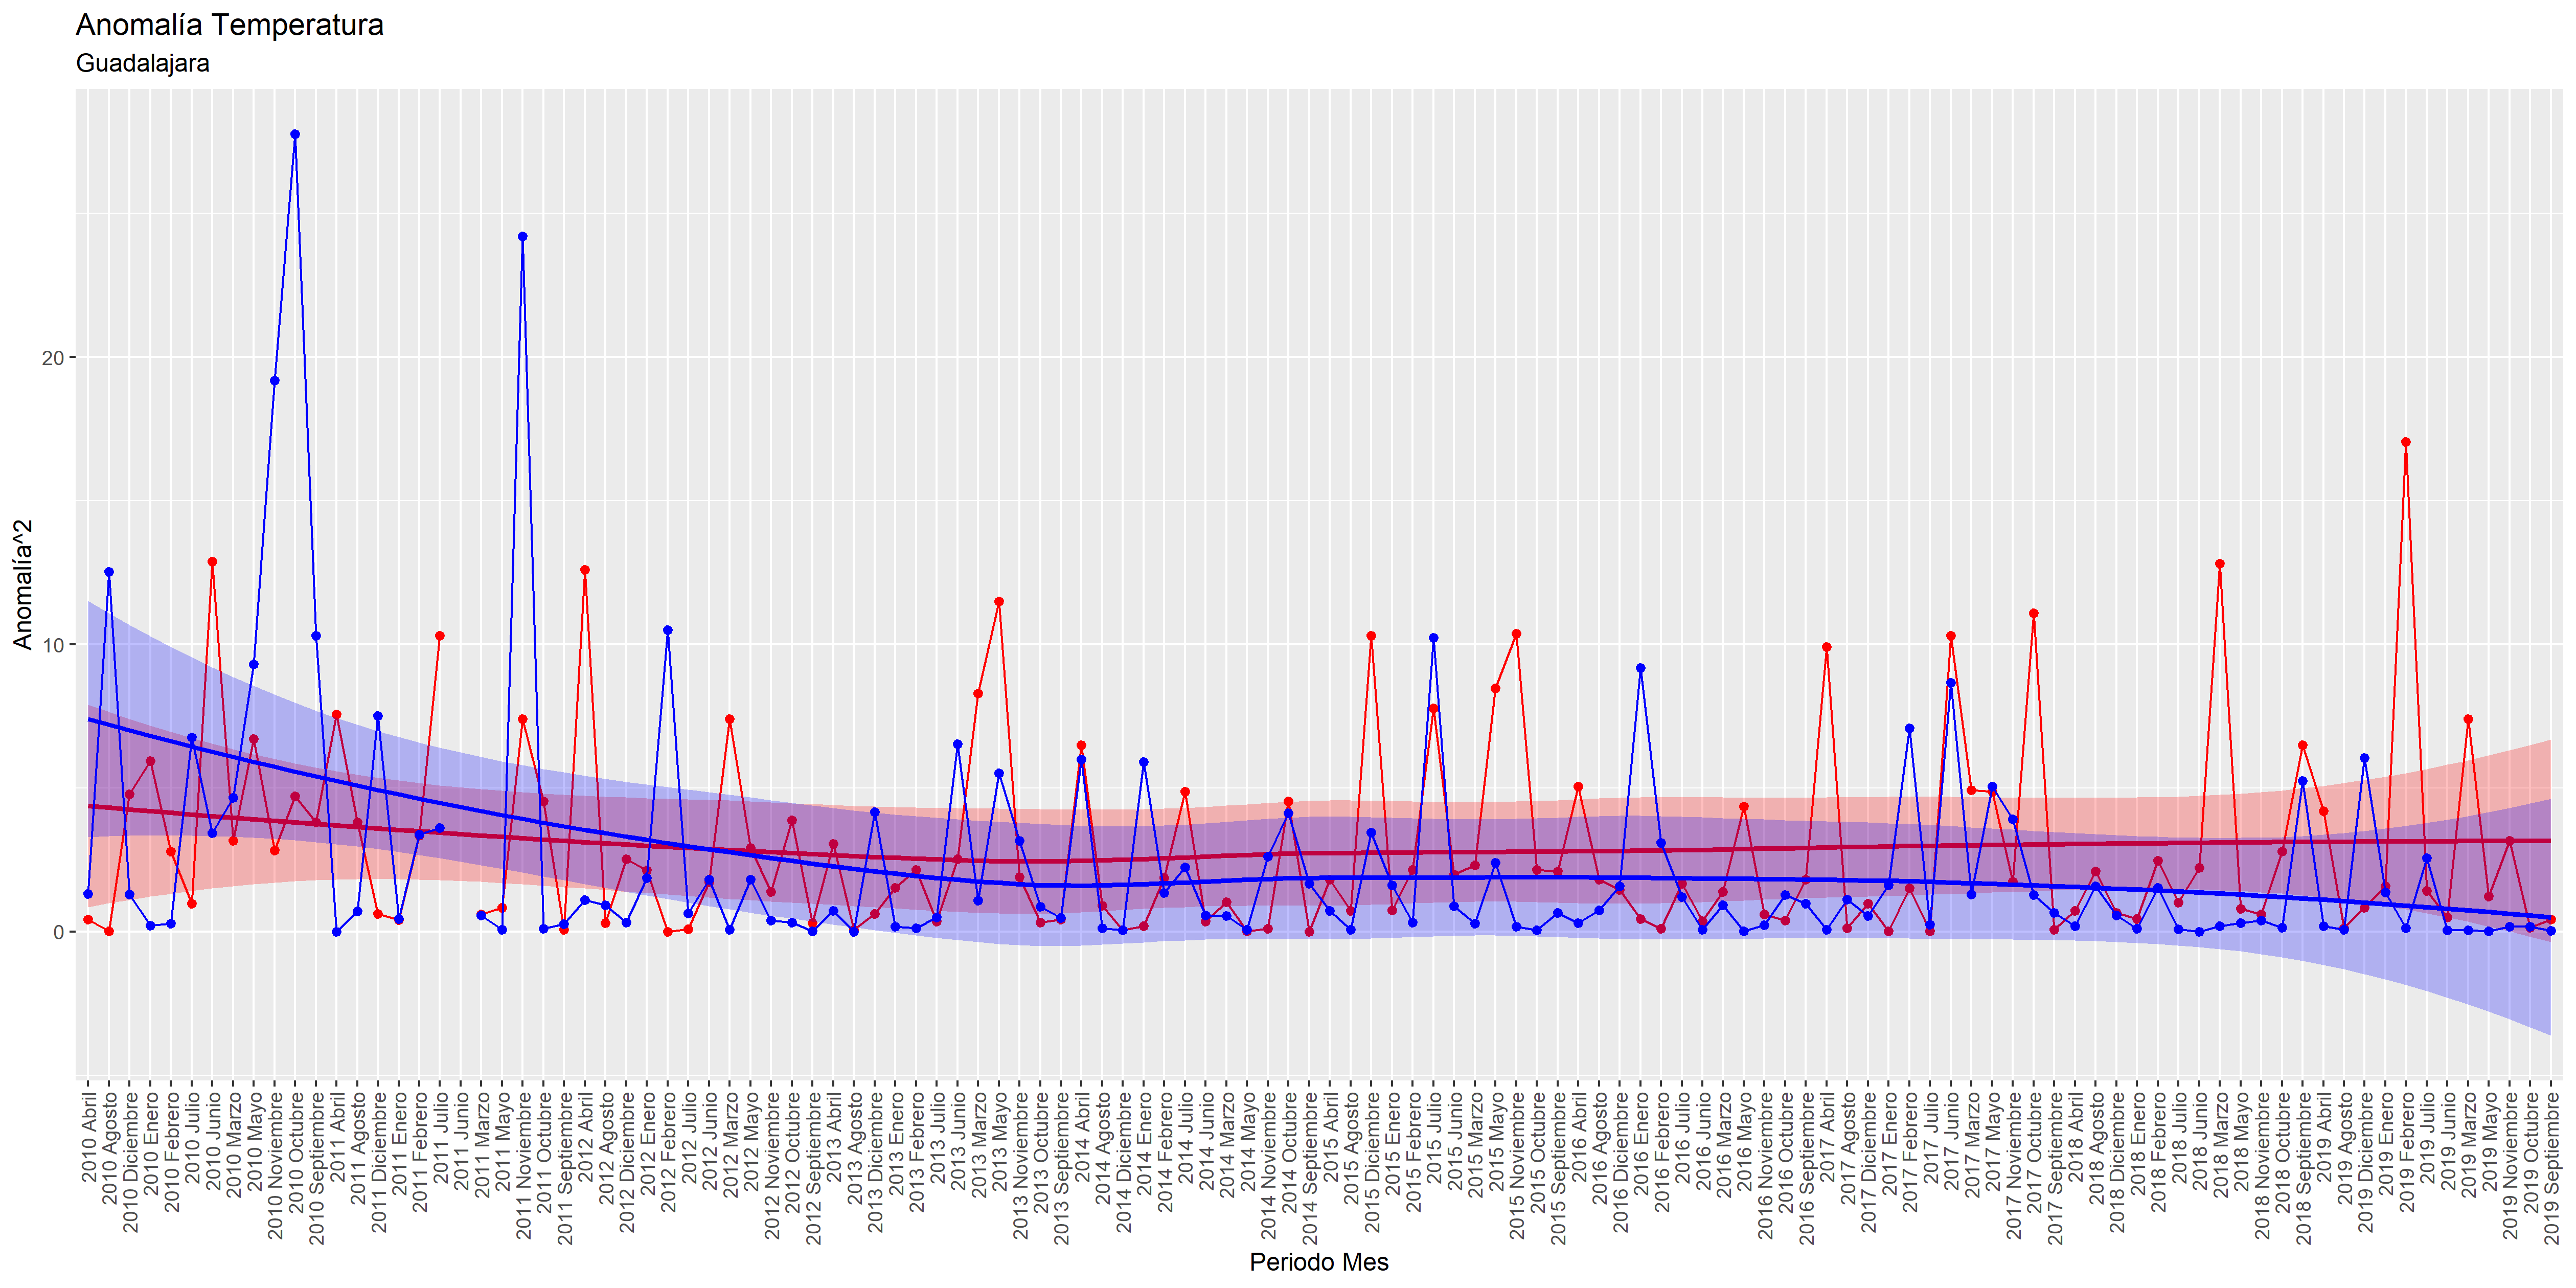 Anomalía Temperatura
Guadalajara
Anomalía^2
20
10
0
2010 Abril
2010 Agosto
2010 Diciembre
2010 Enero
2010 Febrero
2010 Julio
2010 Junio
2010 Marzo
2010 Mayo
2010 Noviembre
2010 Octubre
2010 Septiembre
2011 Abril
2011 Agosto
2011 Diciembre
2011 Enero
2011 Febrero
2011 Julio
2011 Junio
2011 Marzo
2011 Mayo
2011 Noviembre
2011 Octubre
2011 Septiembre
2012 Abril
2012 Agosto
2012 Diciembre
2012 Enero
2012 Febrero
2012 Julio
2012 Junio
2012 Marzo
2012 Mayo
2012 Noviembre
2012 Octubre
2012 Septiembre
2013 Abril
2013 Agosto
2013 Diciembre
2013 Enero
2013 Febrero
2013 Julio
2013 Junio
2013 Marzo
2013 Mayo
2013 Noviembre
2013 Octubre
2013 Septiembre
2014 Abril
2014 Agosto
2014 Diciembre
2014 Enero
2014 Febrero
2014 Julio
2014 Junio
2014 Marzo
2014 Mayo
2014 Noviembre
2014 Octubre
2014 Septiembre
2015 Abril
2015 Agosto
2015 Diciembre
2015 Enero
2015 Febrero
2015 Julio
2015 Junio
2015 Marzo
2015 Mayo
2015 Noviembre
2015 Octubre
2015 Septiembre
2016 Abril
2016 Agosto
2016 Diciembre
2016 Enero
2016 Febrero
2016 Julio
2016 Junio
2016 Marzo
2016 Mayo
2016 Noviembre
2016 Octubre
2016 Septiembre
2017 Abril
2017 Agosto
2017 Diciembre
2017 Enero
2017 Febrero
2017 Julio
2017 Junio
2017 Marzo
2017 Mayo
2017 Noviembre
2017 Octubre
2017 Septiembre
2018 Abril
2018 Agosto
2018 Diciembre
2018 Enero
2018 Febrero
2018 Julio
2018 Junio
2018 Marzo
2018 Mayo
2018 Noviembre
2018 Octubre
2018 Septiembre
2019 Abril
2019 Agosto
2019 Diciembre
2019 Enero
2019 Febrero
2019 Julio
2019 Junio
2019 Marzo
2019 Mayo
2019 Noviembre
2019 Octubre
2019 Septiembre
Periodo Mes